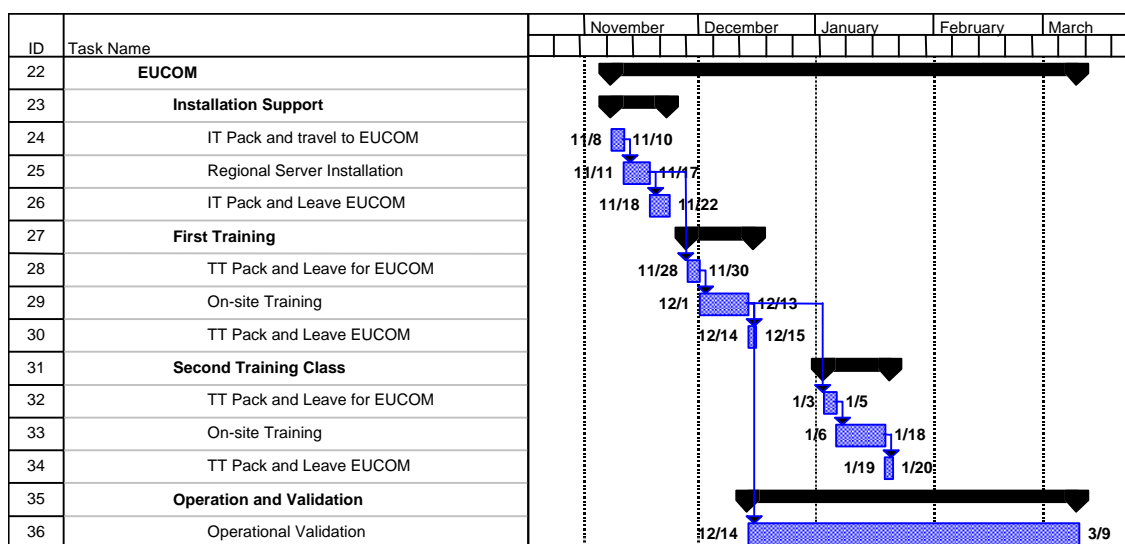 November December January February March
ID Task Name
22 EUCOM
23 Installation Support
24 IT Pack and travel to EUCOM 11/8 11/10
25 Regional Server Installation 11/11 11/17
26 IT Pack and Leave EUCOM 11/18 11/22
27 First Training
28 TT Pack and Leave for EUCOM 11/28 11/30
29 On-site Training 12/1 12/13
30 TT Pack and Leave EUCOM 12/14 12/15
31 Second Training Class
32 TT Pack and Leave for EUCOM 1/3 1/5
33 On-site Training 1/6 1/18
34 TT Pack and Leave EUCOM 1/19 1/20
35 Operation and Validation
36 Operational Validation 12/14 3/9